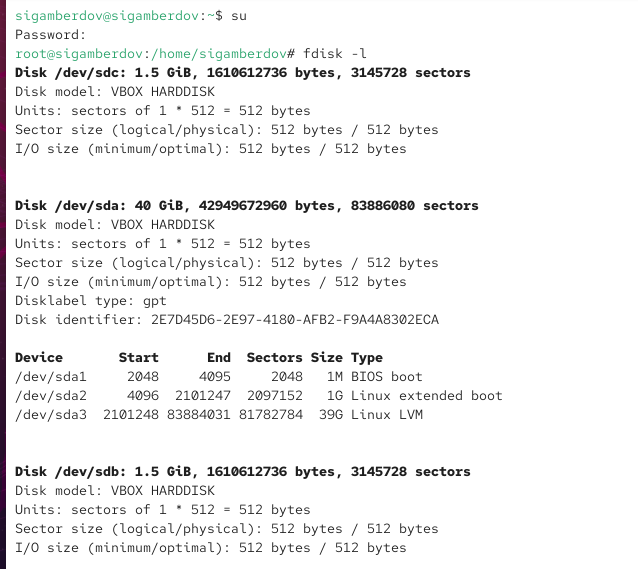 sigamberdov@sigamberdov:~$ su
Password:
root@sigamberdov:/home/sigamberdov# fdisk -l
Disk /dev/sdc: 1.5 GiB, 1610612736 bytes, 3145728 sectors
Disk model: VBOX HARDDISK
Units: sectors of 1 * 512 = 512 bytes
Sector size (logical/physical): 512 bytes / 512 bytes
I/O size (minimum/optimal): 512 bytes / 512 bytes
Disk /dev/sda: 40 GiB, 42949672960 bytes, 83886080 sectors
Disk model: VBOX HARDDISK
Units: sectors of 1 * 512 = 512 bytes
Sector size (logical/physical): 512 bytes / 512 bytes
I/O size (minimum/optimal): 512 bytes / 512 bytes
Disklabel type: gpt
Disk identifier: 2E7D45D6-2E97-4180-AFB2-F9A4A8302ECA
Device       Start      End  Sectors Size Type
/dev/sda1     2048     4095     2048   1M BIOS boot
/dev/sda2     4096  2101247  2097152   1G Linux extended boot
/dev/sda3  2101248 83884031 81782784  39G Linux LVM
Disk /dev/sdb: 1.5 GiB, 1610612736 bytes, 3145728 sectors
Disk model: VBOX HARDDISK
Units: sectors of 1 * 512 = 512 bytes
Sector size (logical/physical): 512 bytes / 512 bytes
I/O size (minimum/optimal): 512 bytes / 512 bytes